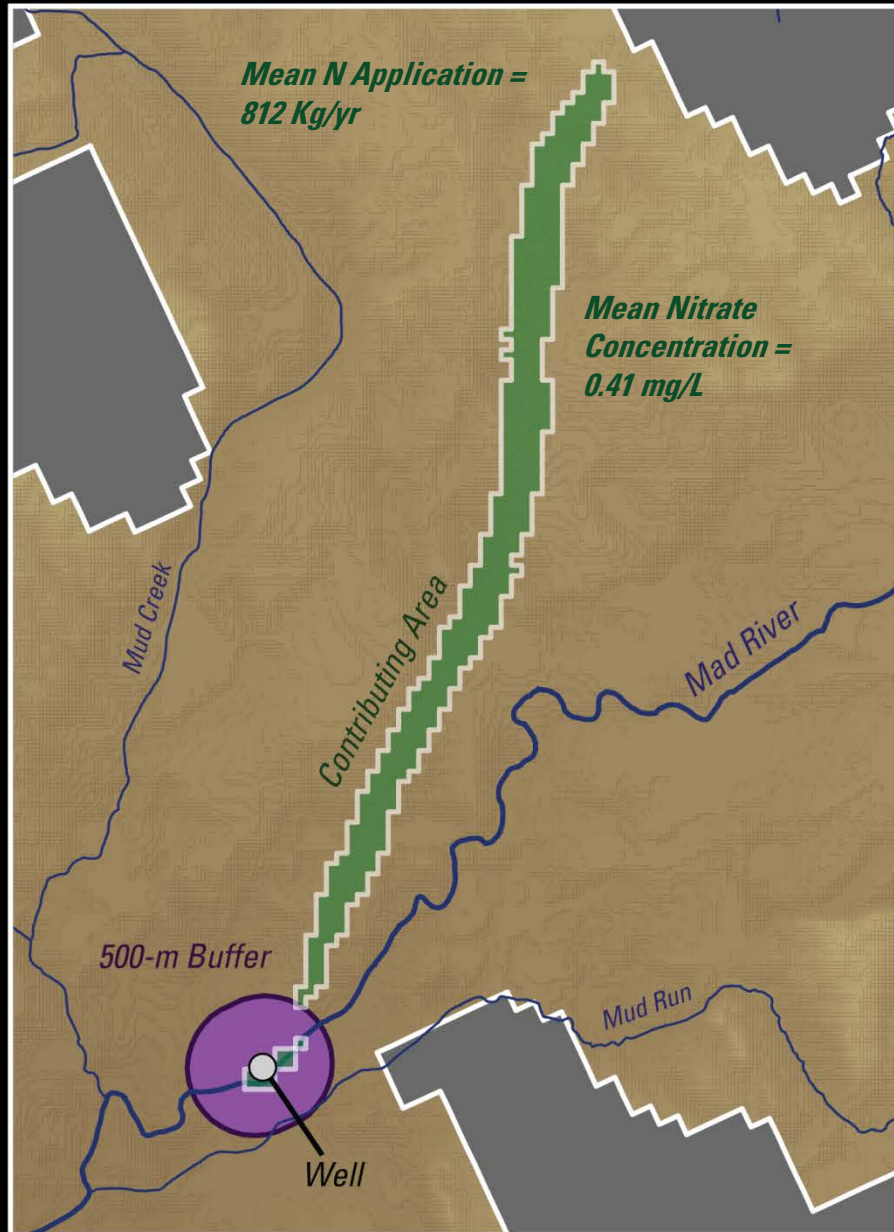 Mean N Application =
812 Kg/yr
Mean Nitrate
Concentration =
0.41 mg/L
Mud Creek
Contributing Area
Mad River
500-m Buffer
Mud Run
Well